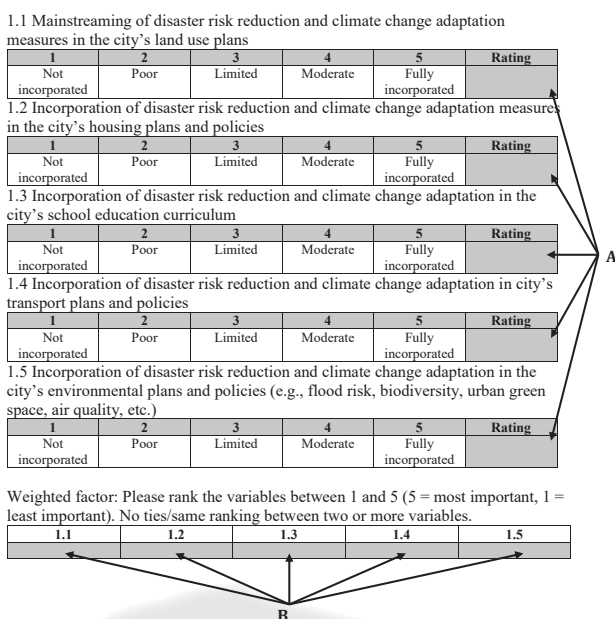 1.1 Mainstreaming of disaster risk reduction and climate change adaptation
measures in the city's land use plans
1 2 3 4 5 Rating
Not Poor Limited Moderate Fully
incorporated incorporated
1.2 Incorporation of disaster risk reduction and climate change adaptation measures
in the city's housing plans and policies
1 2 3 4 5 Rating
Not Poor Limited Moderate Fully
incorporated incorporated
1.3 Incorporation of disaster risk reduction and climate change adaptation in the
city's school education curriculum
1 2 3 4 5 Rating
Not Poor Limited Moderate Fully
incorporated incorporated
A
1.4 Incorporation of disaster risk reduction and climate change adaptation in city's
transport plans and policies
1 2 3 4 5 Rating
Not Poor Limited Moderate Fully
incorporated incorporated
1.5 Incorporation of disaster risk reduction and climate change adaptation in the
city's environmental plans and policies (e.g., flood risk, biodiversity, urban green
space, air quality, etc.)
1 2 3 4 5 Rating
Not Poor Limited Moderate Fully
incorporated incorporated
Weighted factor: Please rank the variables between 1 and 5 (5 = most important, 1 =
least important). No ties/same ranking between two or more variables.
1.1 1.2 1.3 1.4 1.5
B